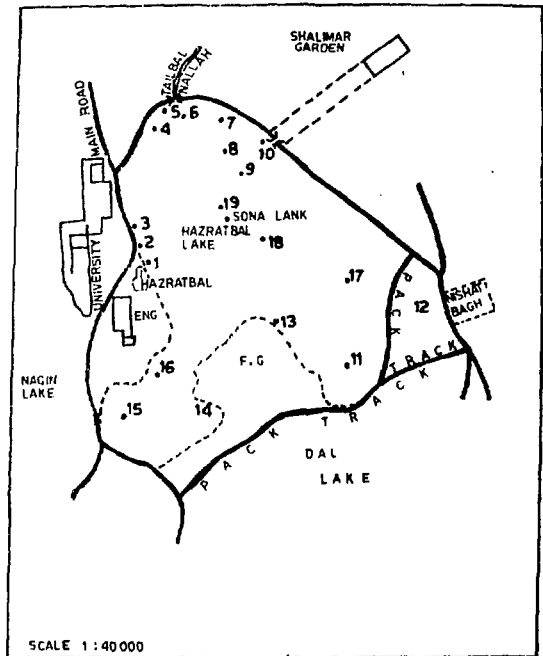 SHALIMAR
GARDEN
TAILBAL
NALLAH
MAIN ROAD
5 6
4
7
8
9
10
3
2
1
19
SONA LANK
HAZRATBAL
LAKE
18
UNIVERSITY
HAZRATBAL
ENG
17
PACK TRACK
12
NISHAT
BAGH
13
F.G
11
16
NAGIN
LAKE
15
14
PACK TRACK
DAL
LAKE
SCALE 1:40000